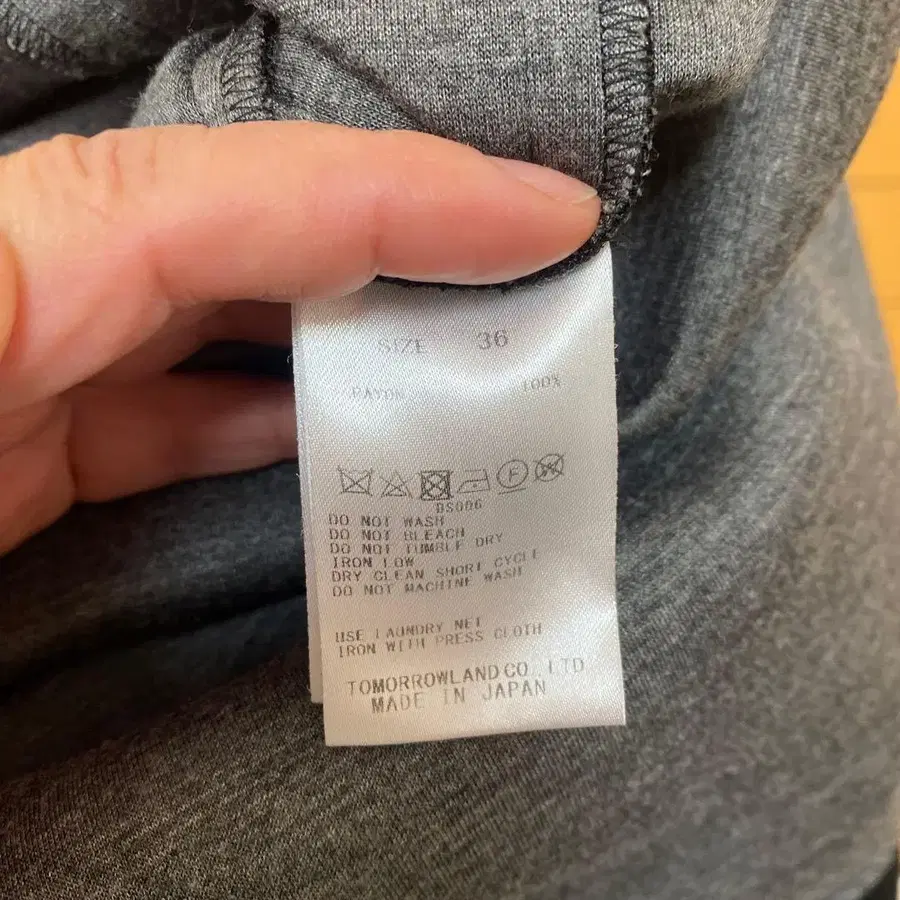 SIZE 36
RAYON 100%
F W
DS006
DO NOT WASH
DO NOT BLEACH
DO NOT TUMBLE DRY
IRON LOW
DRY CLEAN SHORT CYCLE
DO NOT MACHINE WASH
USE LAUNDRY NET
IRON WITH PRESS CLOTH
TOMORROWLAND CO., LTD
MADE IN JAPAN